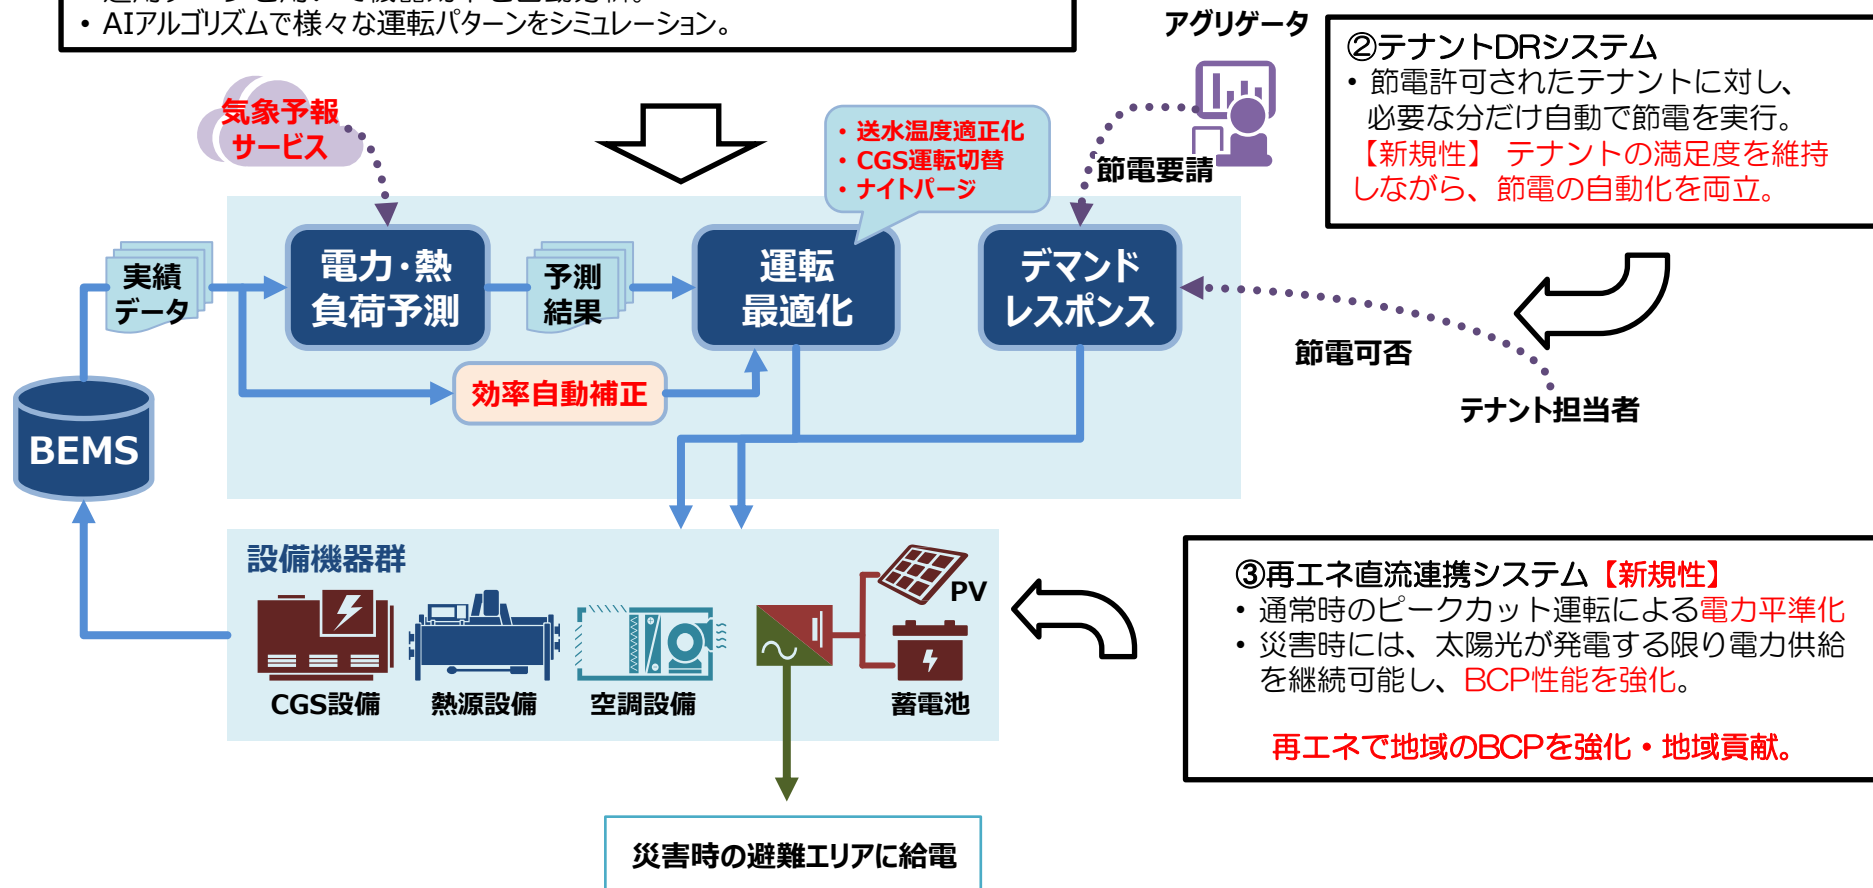 • AIアルゴリズムで様々な運転パターンをシミュレーション。
アグリゲータ
②テナントDRシステム
• 節電許可されたテナントに対し、
必要な分だけ自動で節電を実行。
【新規性】 テナントの満足度を維持
しながら、節電の自動化を両立。
気象予報
サービス
• 送水温度適正化
• CGS運転切替
• ナイトパージ
節電要請
実績
データ
電力・熱
負荷予測
予測
結果
運転
最適化
デマンド
レスポンス
節電可否
効率自動補正
テナント担当者
BEMS
設備機器群
PV
CGS設備
熱源設備
空調設備
蓄電池
③再エネ直流連携システム【新規性】
• 通常時のピークカット運転による電力平準化
• 災害時には、太陽光が発電する限り電力供給
を継続可能し、BCP性能を強化。
再エネで地域のBCPを強化・地域貢献。
災害時の避難エリアに給電